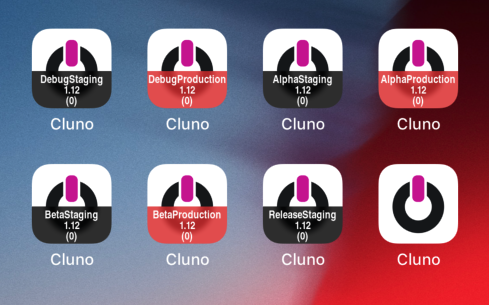 DebugStaging
1.12
(0)
Cluno
DebugProduction
1.12
(0)
Cluno
AlphaStaging
1.12
(0)
Cluno
AlphaProduction
1.12
(0)
Cluno
BetaStaging
1.12
(0)
Cluno
BetaProduction
1.12
(0)
Cluno
ReleaseStaging
1.12
(0)
Cluno
Cluno